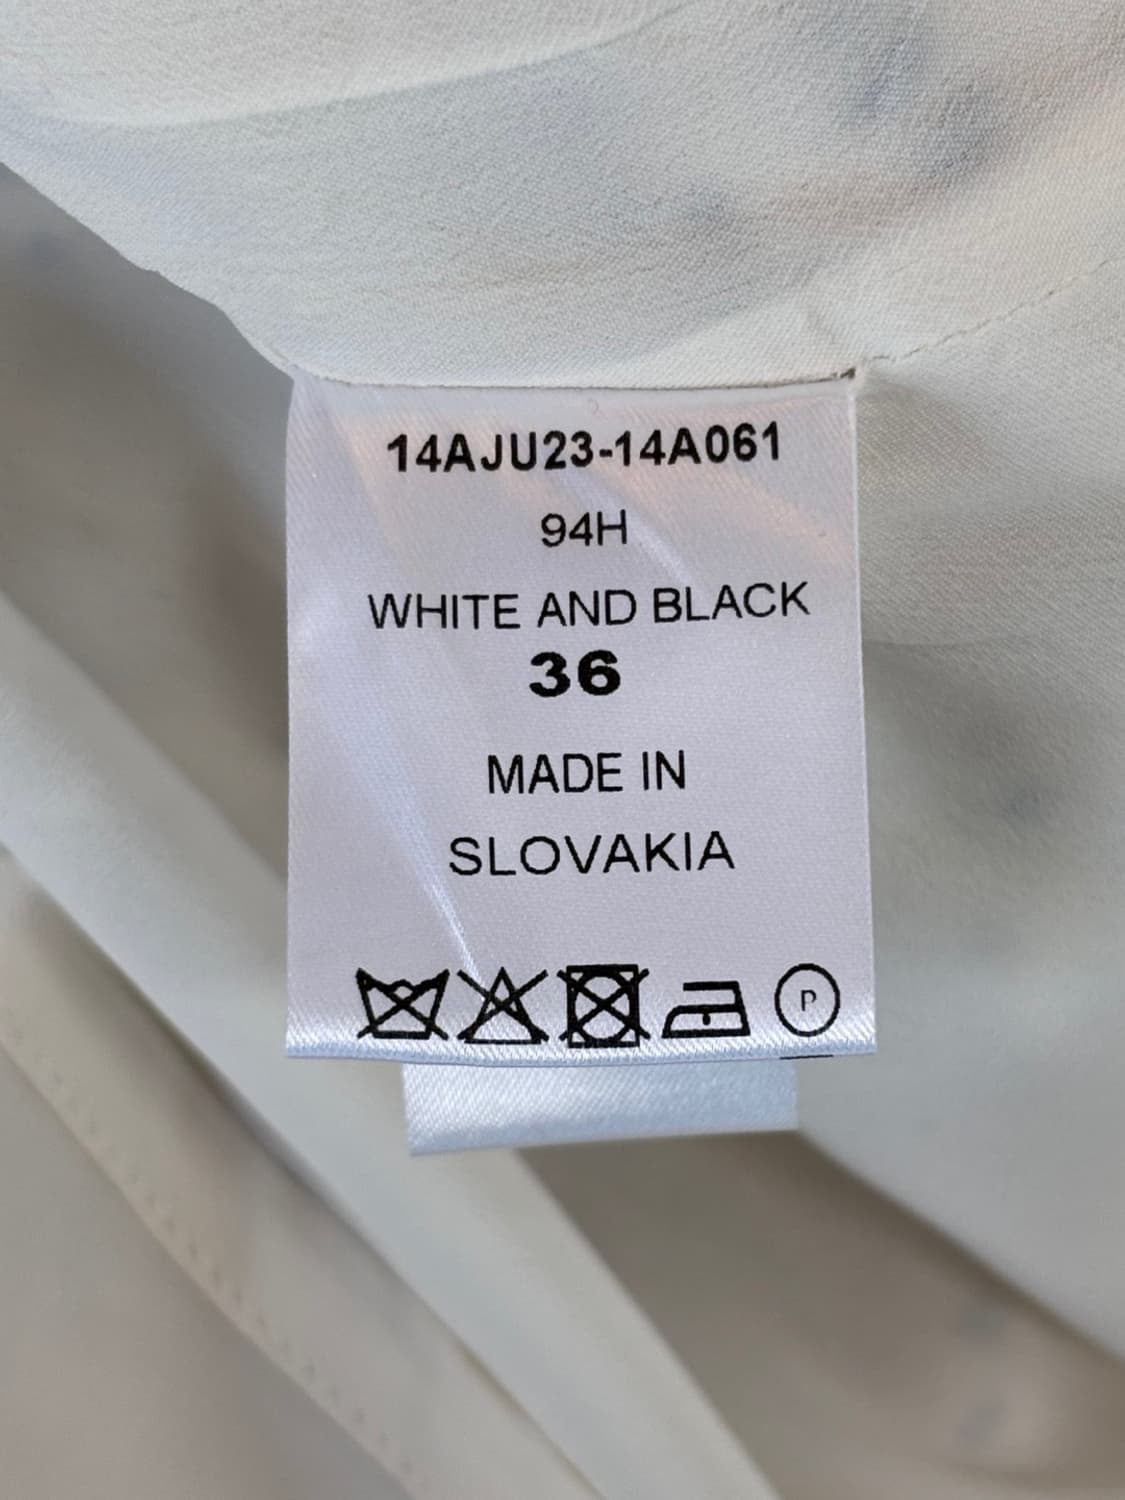 14AJU23-14A061
94H
WHITE AND BLACK
36
MADE IN
SLOVAKIA
P